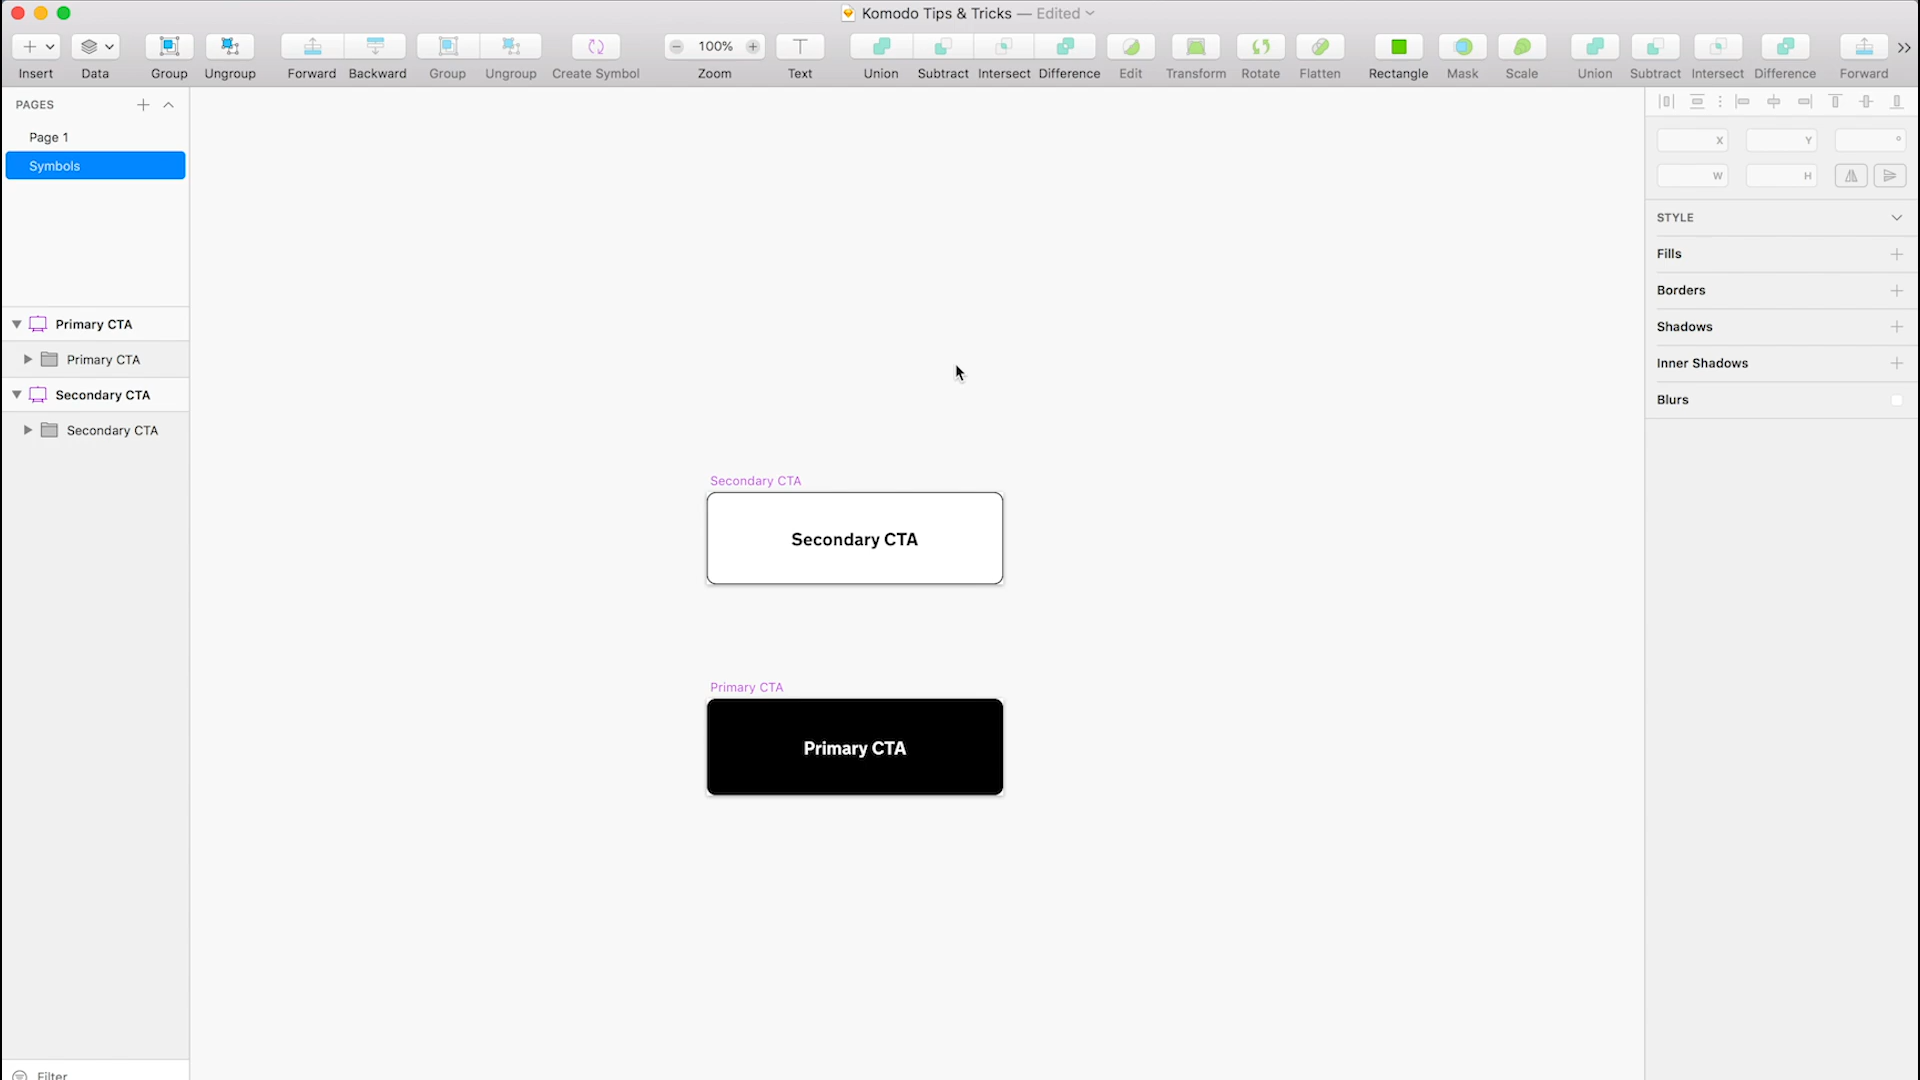 Komodo Tips & Tricks — Edited
100%
Insert Data Group Ungroup Forward Backward Group Ungroup Create Symbol Zoom Text Union Subtract Intersect Difference Edit Transform Rotate Flatten Rectangle Mask Scale Union Subtract Intersect Difference Forward
PAGES
Page 1
Symbols
Primary CTA
Primary CTA
Secondary CTA
Secondary CTA
Filter
Secondary CTA
Secondary CTA
Primary CTA
Primary CTA
X Y °
W H
STYLE
Fills
Borders
Shadows
Inner Shadows
Blurs